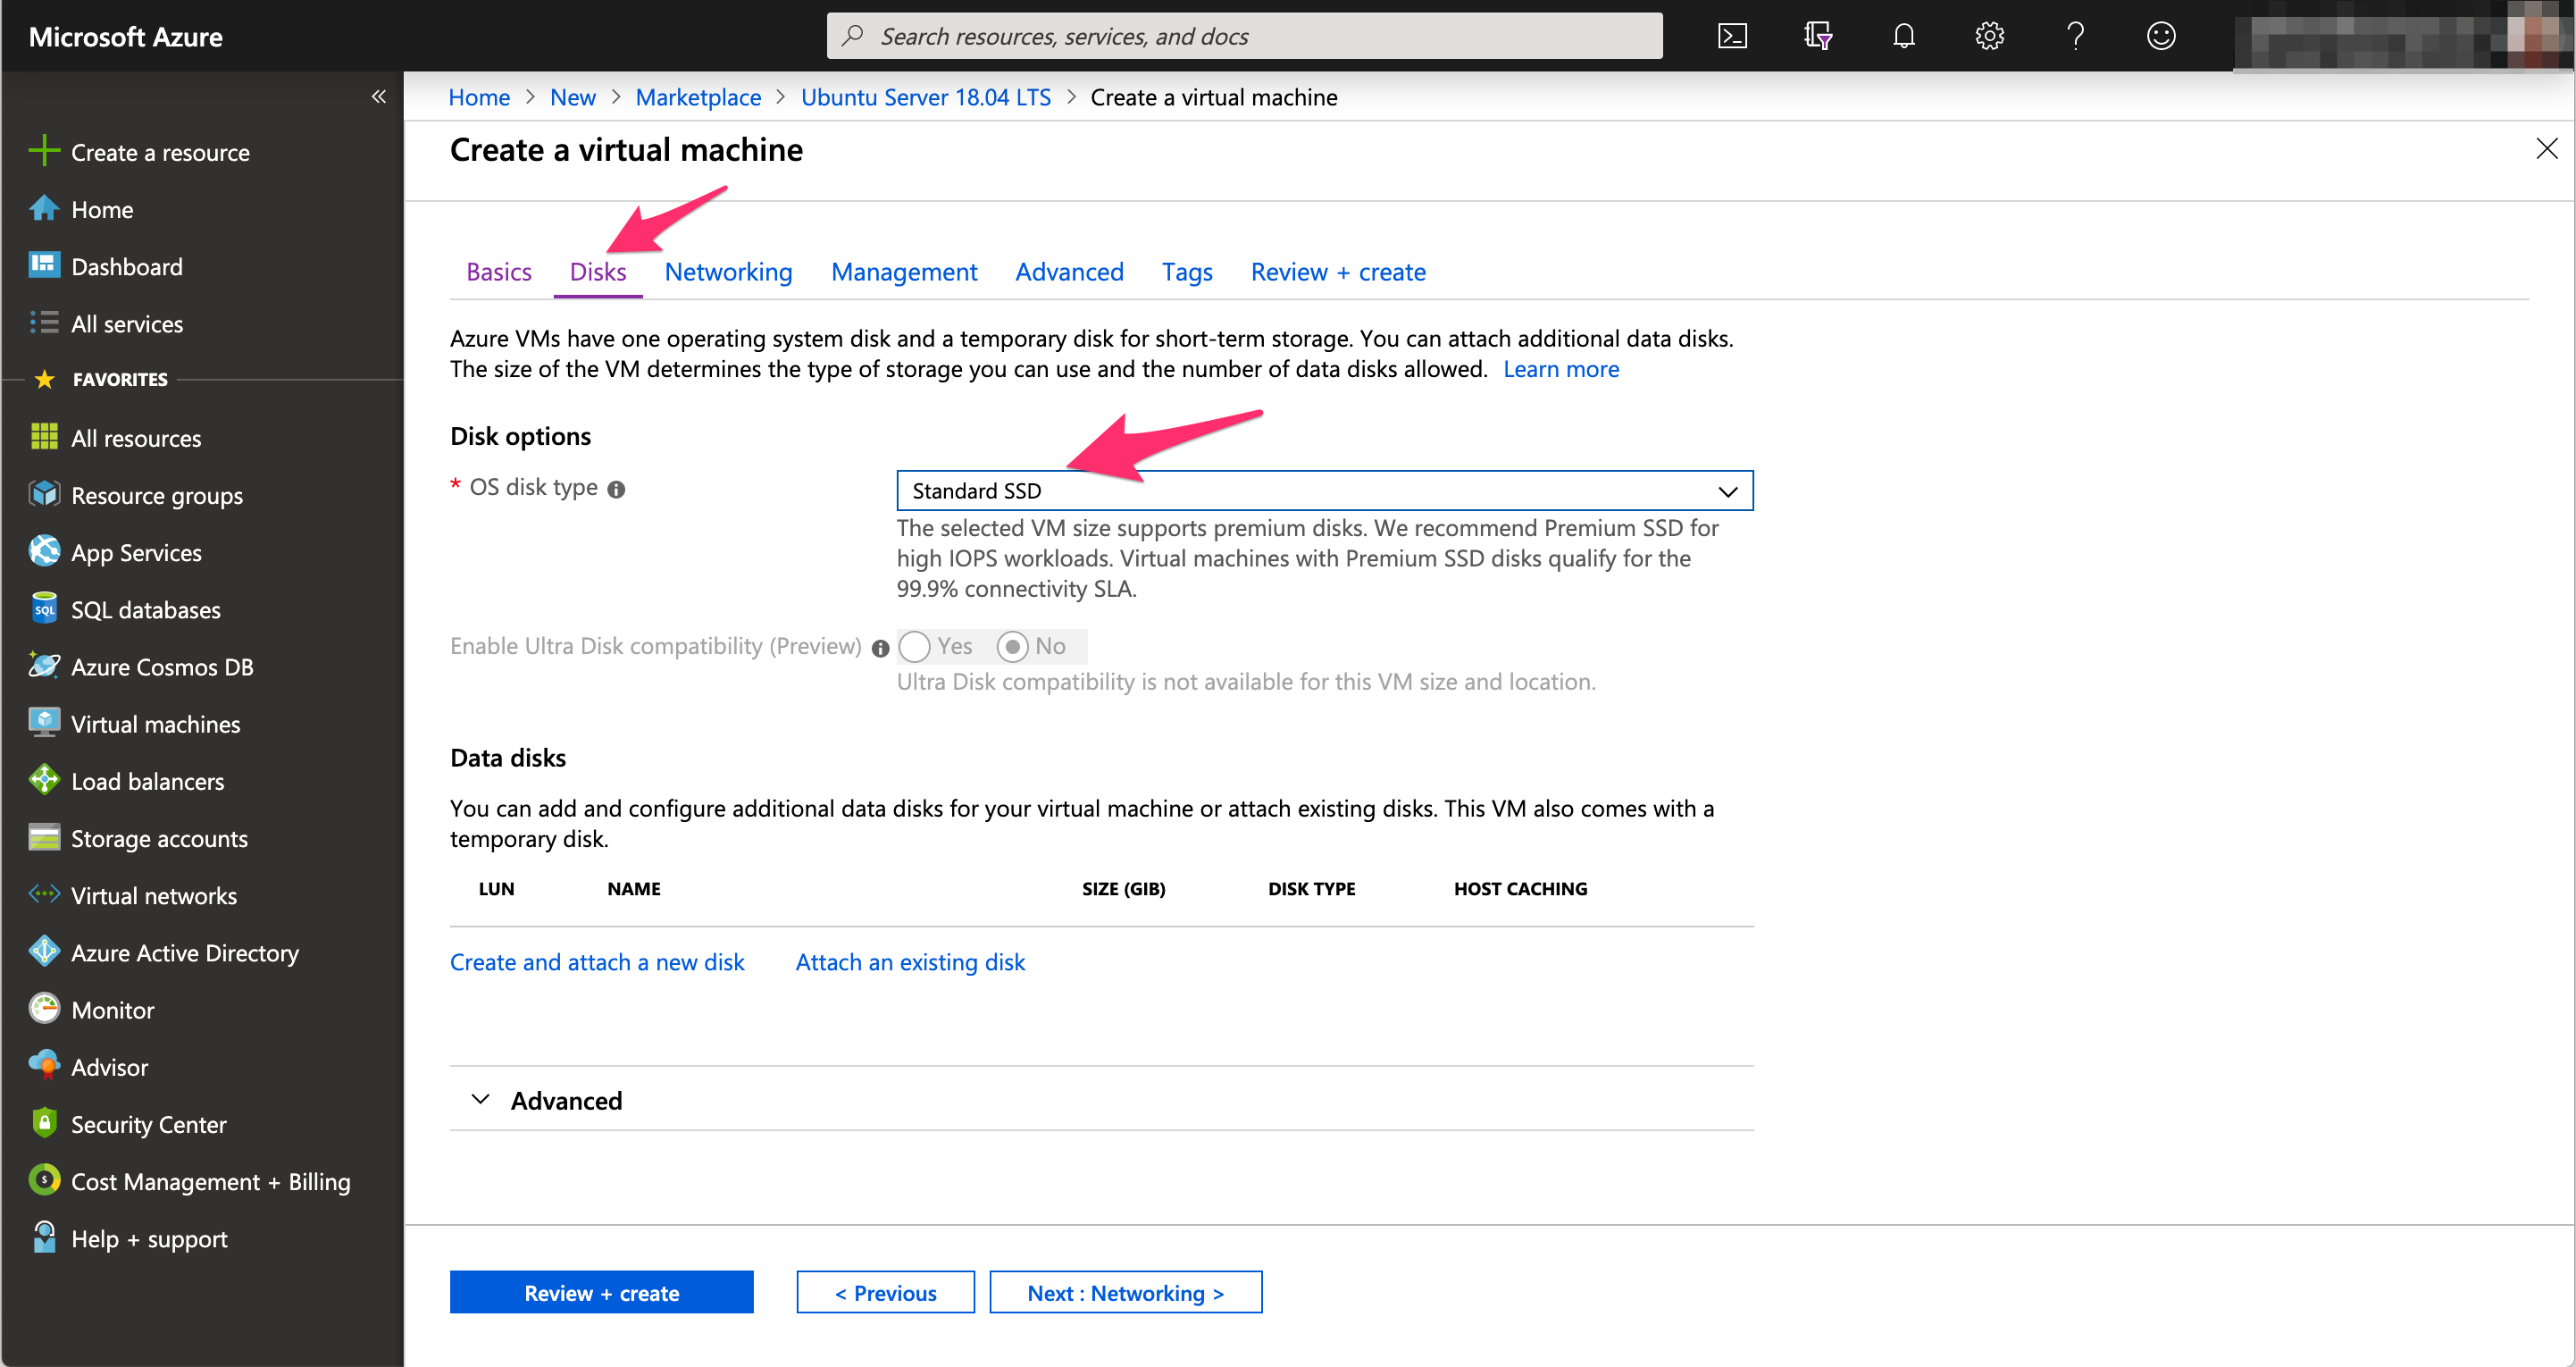 Microsoft Azure
Search resources, services, and docs
Home > New > Marketplace > Ubuntu Server 18.04 LTS > Create a virtual machine
Create a virtual machine
Create a resource
Home
Dashboard
All services
FAVORITES
All resources
Resource groups
App Services
SQL databases
Azure Cosmos DB
Virtual machines
Load balancers
Storage accounts
Virtual networks
Azure Active Directory
Monitor
Advisor
Security Center
Cost Management + Billing
Help + support
Basics Disks Networking Management Advanced Tags Review + create
Azure VMs have one operating system disk and a temporary disk for short-term storage. You can attach additional data disks.
The size of the VM determines the type of storage you can use and the number of data disks allowed. Learn more
Disk options
* OS disk type
Standard SSD
The selected VM size supports premium disks. We recommend Premium SSD for
high IOPS workloads. Virtual machines with Premium SSD disks qualify for the
99.9% connectivity SLA.
Enable Ultra Disk compatibility (Preview) Yes No
Ultra Disk compatibility is not available for this VM size and location.
Data disks
You can add and configure additional data disks for your virtual machine or attach existing disks. This VM also comes with a
temporary disk.
LUN NAME SIZE (GIB) DISK TYPE HOST CACHING
Create and attach a new disk Attach an existing disk
Advanced
Review + create < Previous Next : Networking >